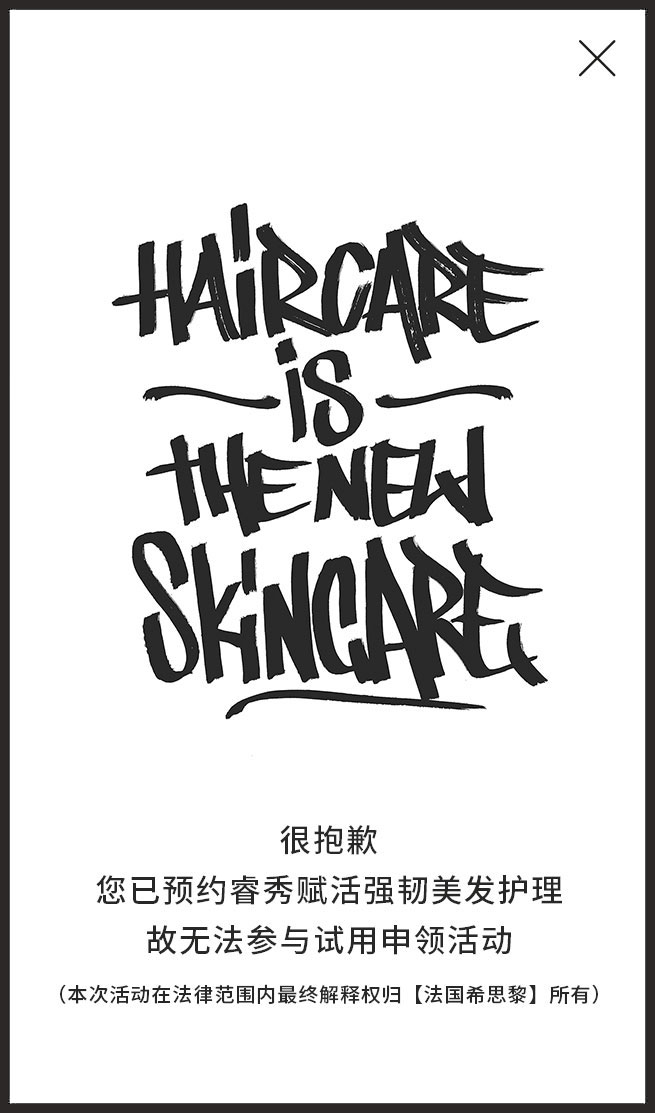 HAiRCARE
iS
THE NEW
SKiNCARE
很抱歉
您已预约睿秀赋活强韧美发护理
故无法参与试用申领活动
（本次活动在法律范围内最终解释权归【法国希思黎】所有）